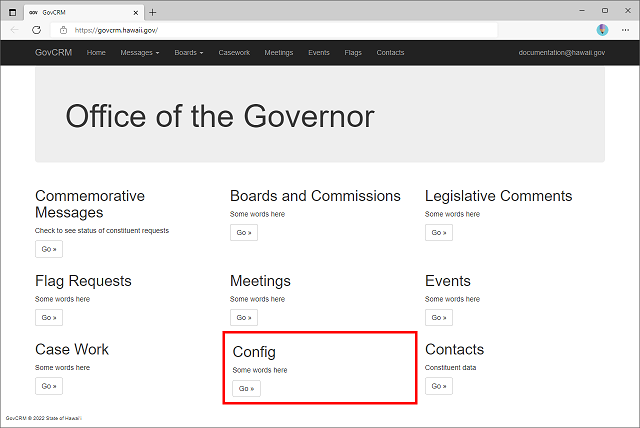 GOV GovCRM
https://govcrm.hawaii.gov/
GovCRM Home Messages Boards Casework Meetings Events Flags Contacts documentation@hawaii.gov
Office of the Governor
Commemorative
Messages
Check to see status of constituent requests
Go »
Boards and Commissions
Some words here
Go »
Legislative Comments
Some words here
Go »
Flag Requests
Some words here
Go »
Meetings
Some words here
Go »
Events
Some words here
Go »
Case Work
Some words here
Go »
Config
Some words here
Go »
Contacts
Constituent data
Go »
GovCRM © 2022 State of Hawaii